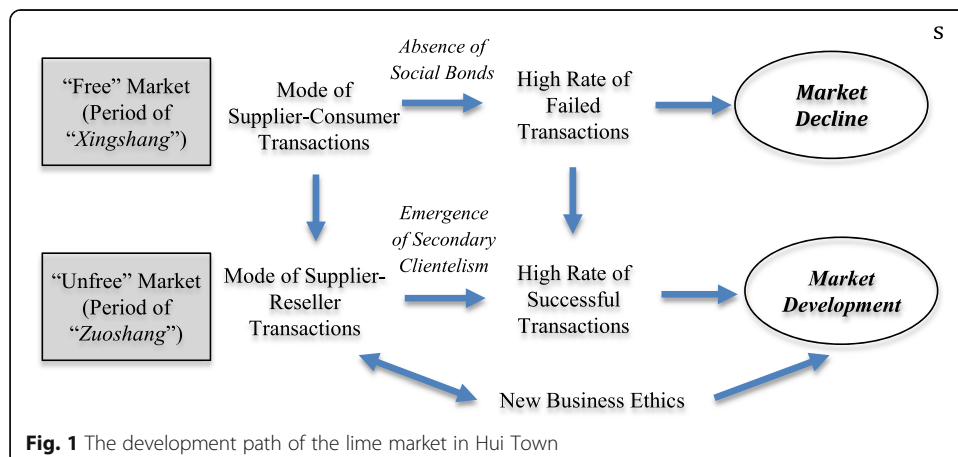 s
Absence of
Social Bonds
"Free" Market
(Period of
"Xingshang")
Mode of
Supplier-Consumer
Transactions
High Rate of
Failed
Transactions
Market
Decline
Emergence
of Secondary
Clientelism
"Unfree" Market
(Period of
"Zuoshang")
Mode of Supplier-
Reseller
Transactions
High Rate of
Successful
Transactions
Market
Development
New Business Ethics
Fig. 1 The development path of the lime market in Hui Town